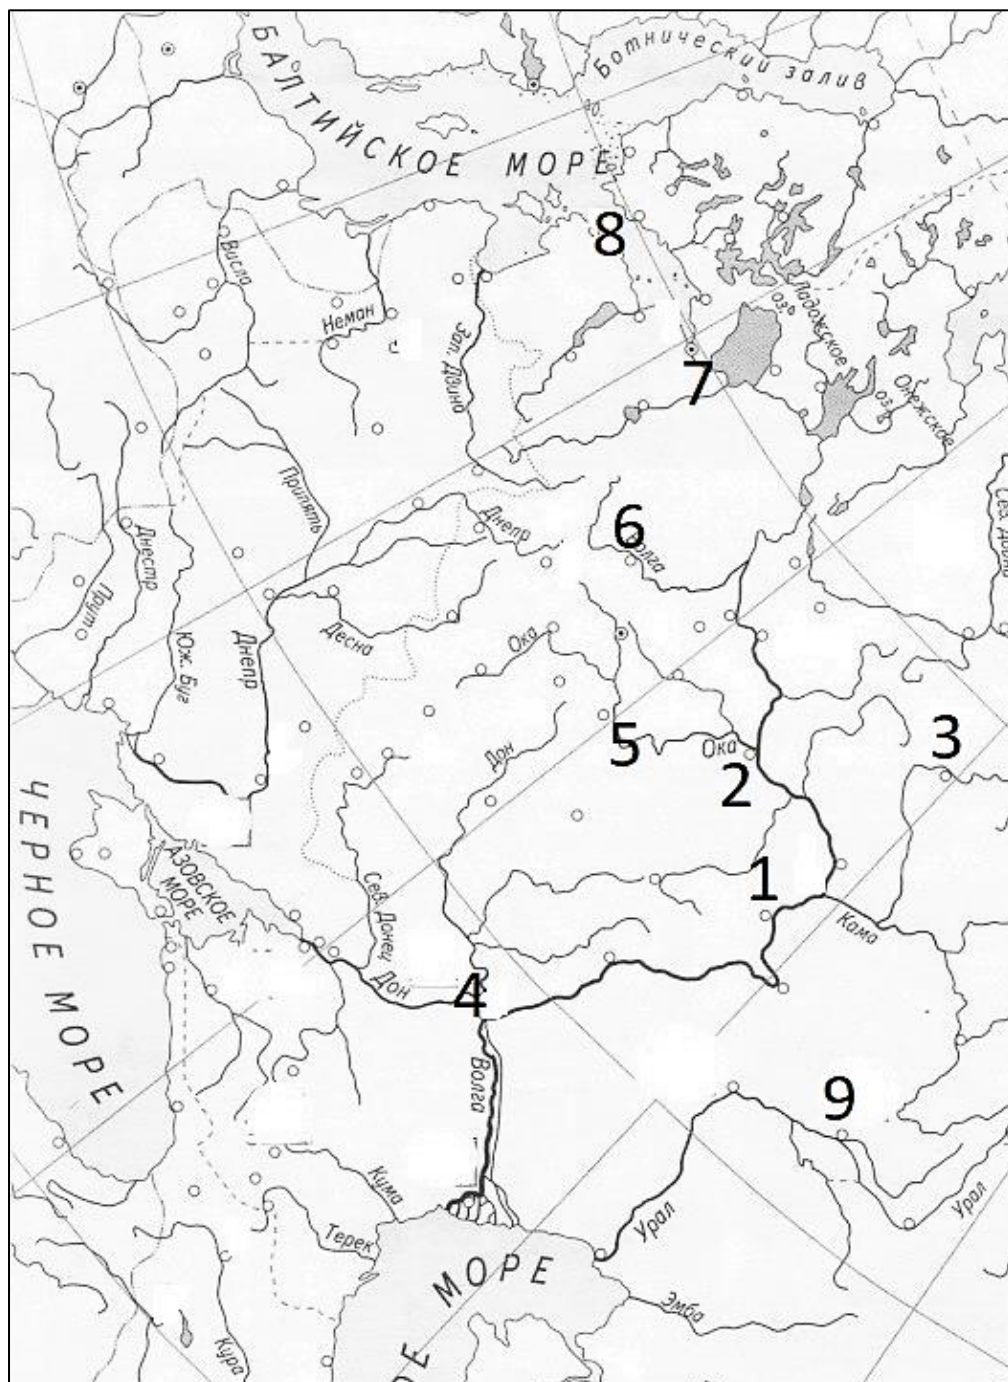 БАЛТИЙСКОЕ МОРЕ
Ботнический залив
8
Висла
Неман
Зап. Двина
Ладожское
оз.
7
Онежское
оз.
Припять
Днепр
6
Волга
Сев. Двина
Днестр
Прут
Десна
Ока
Юж. Буг
Днепр
5
Ока
3
Дон
2
ЧЕРНОЕ МОРЕ
АЗОВСКОЕ
МОРЕ
Сев. Донец
1
Кама
Дон
4
Волга
9
Кума
Терек
Урал
Урал
МОРЕ
Эмба
Кура
ОЕ